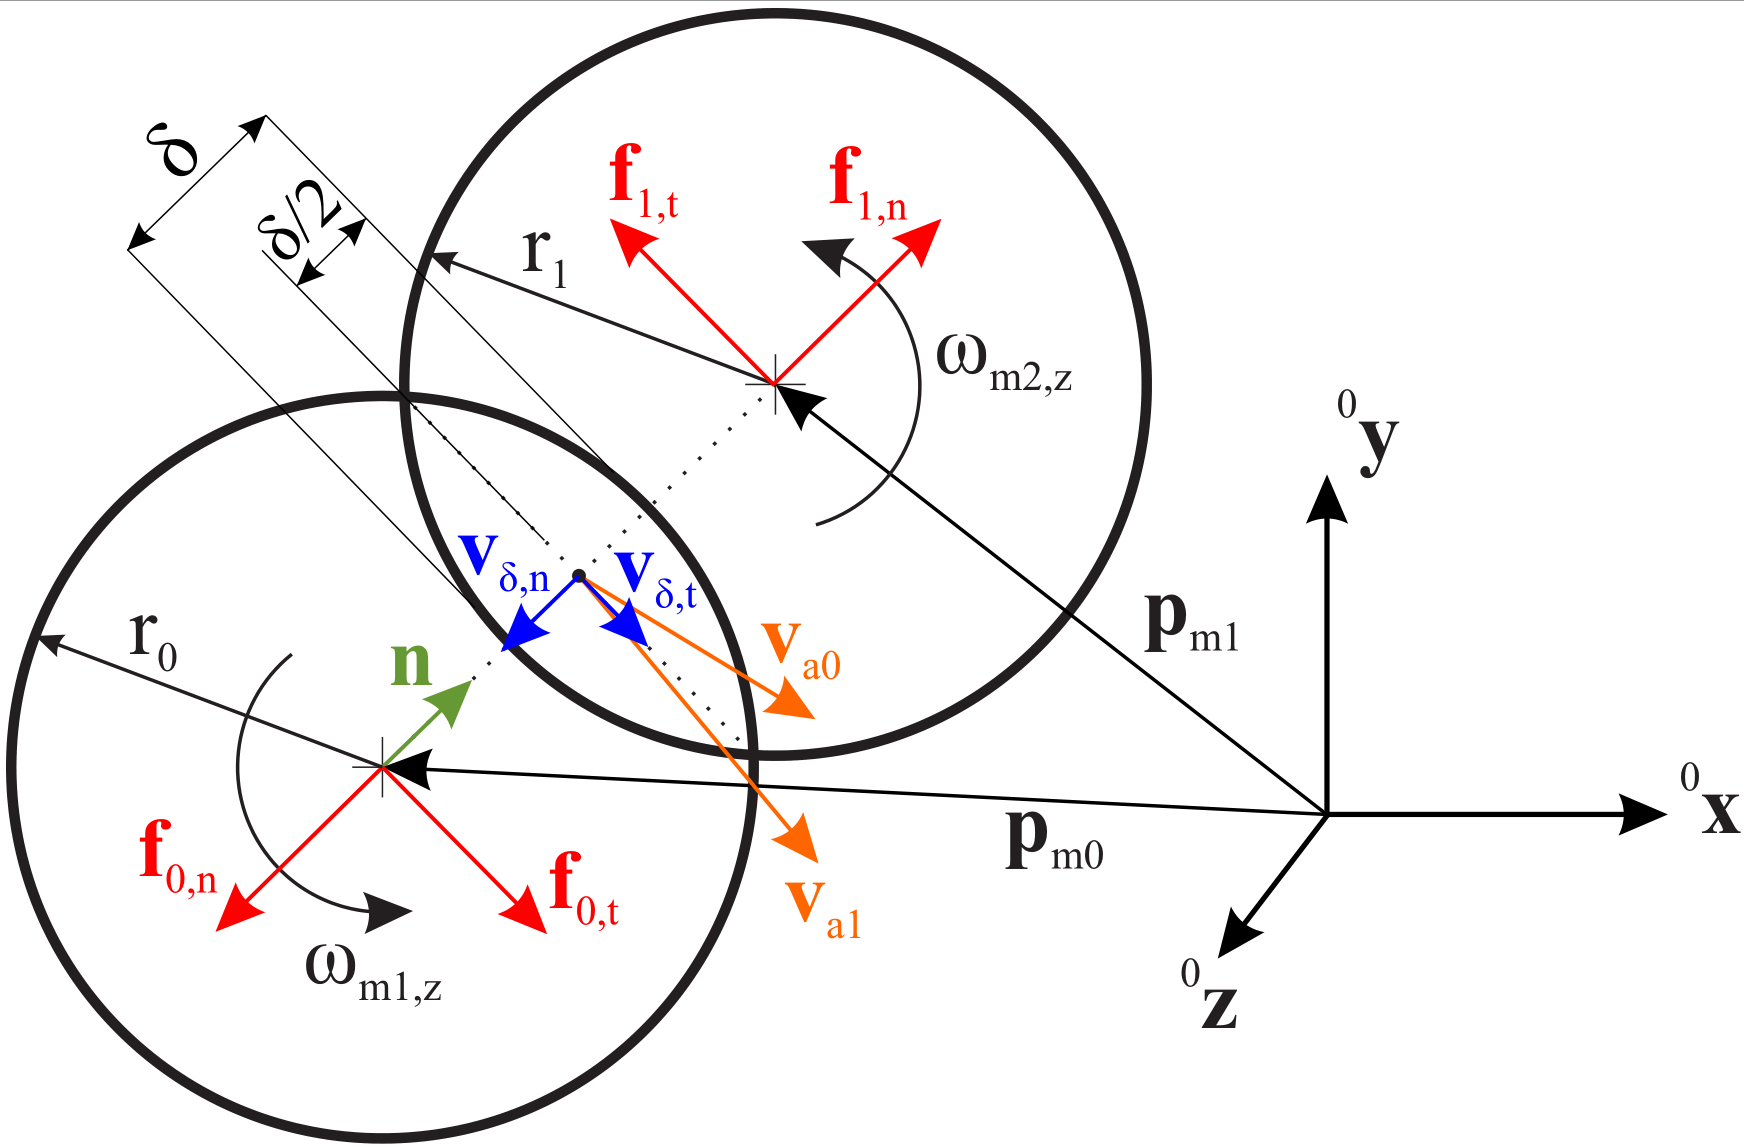 δ
δ/2
f1,t
f1,n
r1
ωm2,z
0y
vδ,n
vδ,t
pm1
r0
n
va0
0x
pm0
f0,n
f0,t
va1
ωm1,z
0z